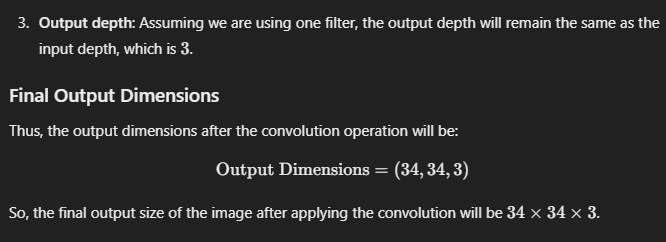 3. Output depth: Assuming we are using one filter, the output depth will remain the same as the
input depth, which is 3.
Final Output Dimensions
Thus, the output dimensions after the convolution operation will be:
Output Dimensions = (34, 34, 3)
So, the final output size of the image after applying the convolution will be 34 × 34 × 3.